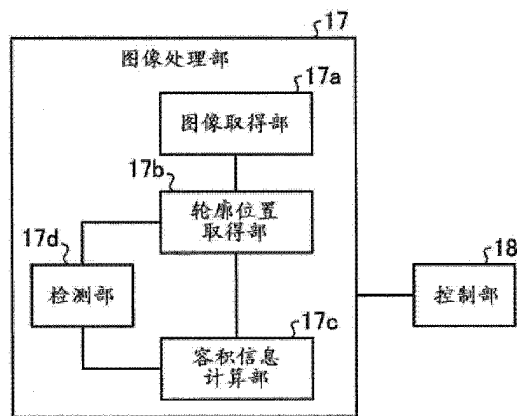 17
图像处理部
17a
图像取得部
17b
轮廓位置
取得部
17d
检测部
18
控制部
17c
容积信息
计算部